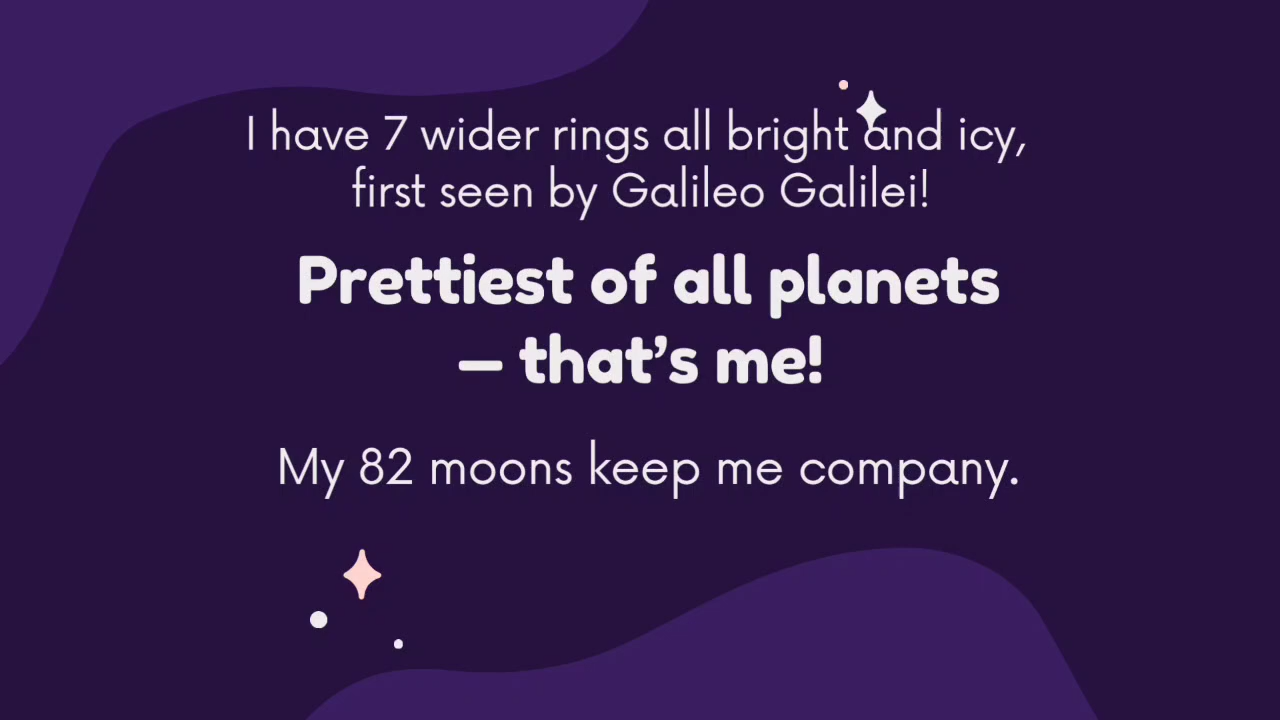 I have 7 wider rings all bright and icy,
first seen by Galileo Galilei!
Prettiest of all planets
— that’s me!
My 82 moons keep me company.